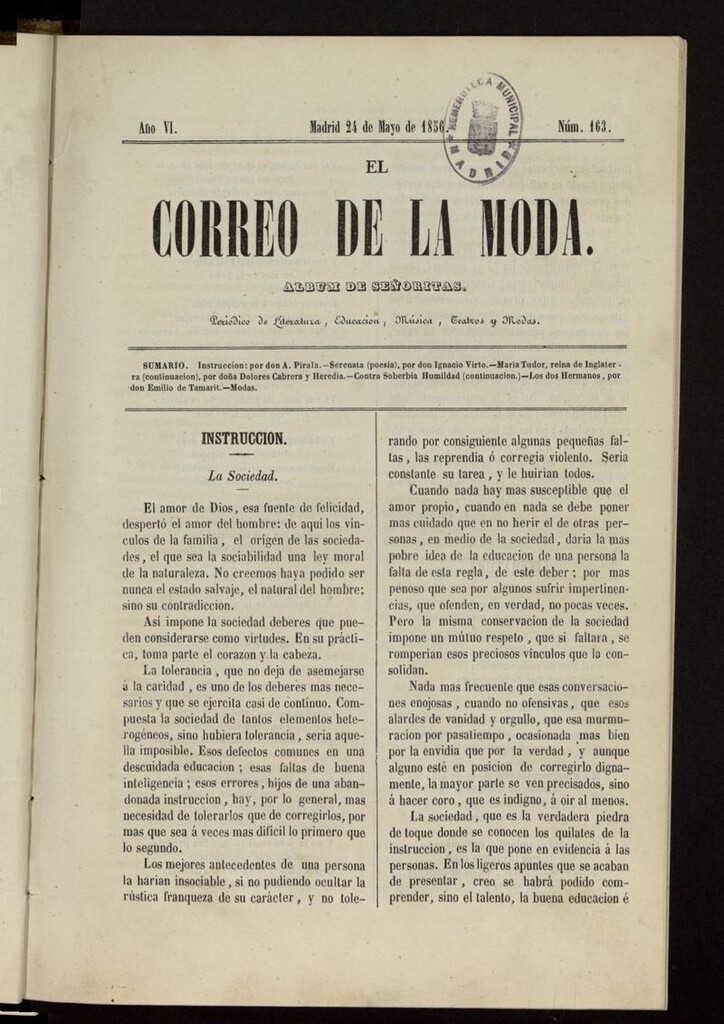 Año VI.
Madrid 24 de Mayo de 1856.
Núm. 163.
HEMEROTECA MUNICIPAL
MADRID
EL
CORREO DE LA MODA.
ALBUM DE SEÑORITAS.
Periódico de Literatura, Educacion, Música, Teatros y Modas.
SUMARIO. Instruccion: por don A. Pirala.—Serenata (poesia), por don Ignacio Virto.—Maria Tudor, reina de Inglater-
ra (continuacion), por doña Dolores Cabrera y Heredia.—Contra Soberbia Humildad (continuacion.)—Los dos Hermanos, por
don Emilio de Tamarit.—Modas.
INSTRUCCION.
La Sociedad.
El amor de Dios, esa fuente de felicidad,
despertó el amor del hombre: de aqui los vín-
culos de la familia, el orígen de las socieda-
des, el que sea la sociabilidad una ley moral
de la naturaleza. No creemos haya podido ser
nunca el estado salvaje, el natural del hombre;
sino su contradiccion.
Así impone la sociedad deberes que pue-
den considerarse como virtudes. En su prácti-
ca, toma parte el corazon y la cabeza.
La tolerancia, que no deja de asemejarse
á la caridad, es uno de los deberes mas nece-
sarios y que se ejercita casi de contínuo. Com-
puesta la sociedad de tantos elementos hete-
rogéneos, sino hubiera tolerancia, seria aque-
lla imposible. Esos defectos comunes en una
descuidada educacion; esas faltas de buena
inteligencia; esos errores, hijos de una aban-
donada instruccion, hay, por lo general, mas
necesidad de tolerarlos que de corregirlos, por
mas que sea á veces mas dificil lo primero que
lo segundo.
Los mejores antecedentes de una persona
la harian insociable, si no pudiendo ocultar la
rústica franqueza de su carácter, y no tole-
rando por consiguiente algunas pequeñas fal-
tas, las reprendia ó corregia violento. Seria
constante su tarea, y le huirian todos.
Cuando nada hay mas susceptible que el
amor propio, cuando en nada se debe poner
mas cuidado que en no herir el de otras per-
sonas, en medio de la sociedad, daria la mas
pobre idea de la educacion de una persona la
falta de esta regla, de este deber; por mas
penoso que sea por algunos sufrir impertinen-
cias, que ofenden, en verdad, no pocas veces.
Pero la misma conservacion de la sociedad
impone un mútuo respeto, que si faltara, se
romperian esos preciosos vínculos que la con-
solidan.
Nada mas frecuente que esas conversacio-
nes enojosas, cuando no ofensivas, que esos
alardes de vanidad y orgullo, que esa murmu-
racion por pasatiempo, ocasionada mas bien
por la envidia que por la verdad, y aunque
alguno esté en posicion de corregirlo digna-
mente, la mayor parte se ven precisados, sino
á hacer coro, que es indigno, á oir al menos.
La sociedad, que es la verdadera piedra
de toque donde se conocen los quilates de la
instruccion, es la que pone en evidencia á las
personas. En los ligeros apuntes que se acaban
de presentar, creo se habrá podido com-
prender, sino el talento, la buena educacion é